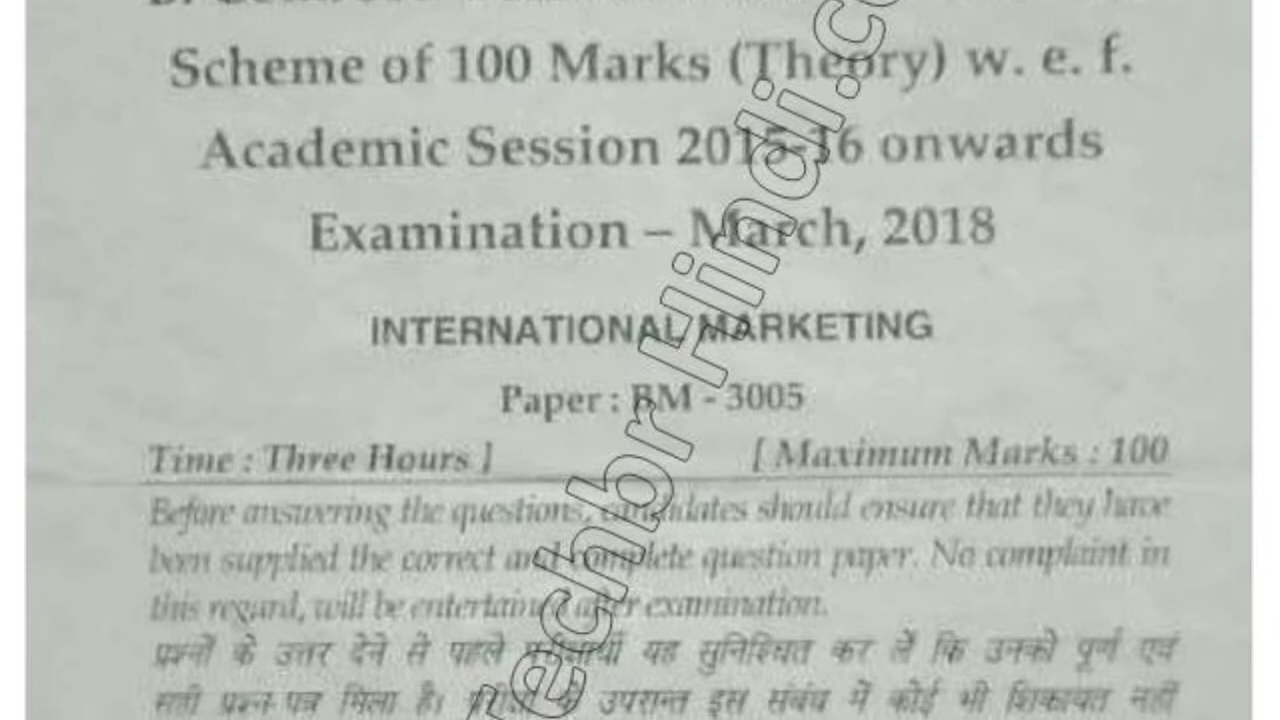 Scheme of 100 Marks (Theory) w. e. f.
Academic Session 2015-16 onwards
Examination – March, 2018
INTERNATIONAL MARKETING
Paper : BM - 3005
Time : Three Hours ] [ Maximum Marks : 100
Before answering the questions, candidates should ensure that they have
been supplied the correct and complete question paper. No complaint in
this regard, will be entertained after examination.
प्रश्नों के उत्तर देने से पहले परीक्षार्थी यह सुनिश्चित कर लें कि उनको पूर्ण एवं
सही प्रश्न-पत्र मिला है। परीक्षा के उपरान्त इस संबंध में कोई भी शिकायत नहीं
echbr Hindi.c